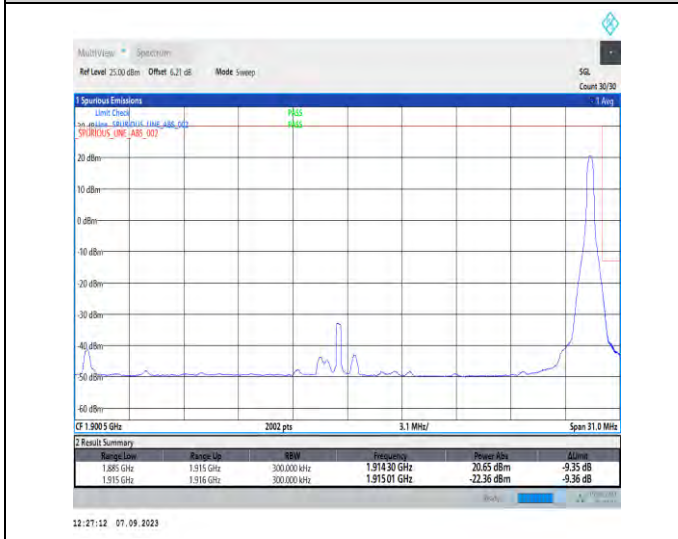 MultiView Spectrum
Ref Level 25.00 dBm Offset 6.21 dB Mode Sweep SGL
Count 30/30
1 Spurious Emissions 1 Avg
Limit Check PASS
Line SPURIOUS_LINE_ABS_002 PASS
SPURIOUS_LINE_ABS_002
20 dBm
10 dBm
0 dBm
-10 dBm
-20 dBm
-30 dBm
-40 dBm
-50 dBm
-60 dBm
CF 1.9005 GHz 2002 pts 3.1 MHz/ Span 31.0 MHz
2 Result Summary
Range Low Range Up RBW Frequency Power Abs ΔLimit
1.885 GHz 1.915 GHz 300.000 kHz 1.91430 GHz 20.65 dBm -9.35 dB
1.915 GHz 1.916 GHz 300.000 kHz 1.91501 GHz -22.36 dBm -9.36 dB
12:27:12 07.09.2023